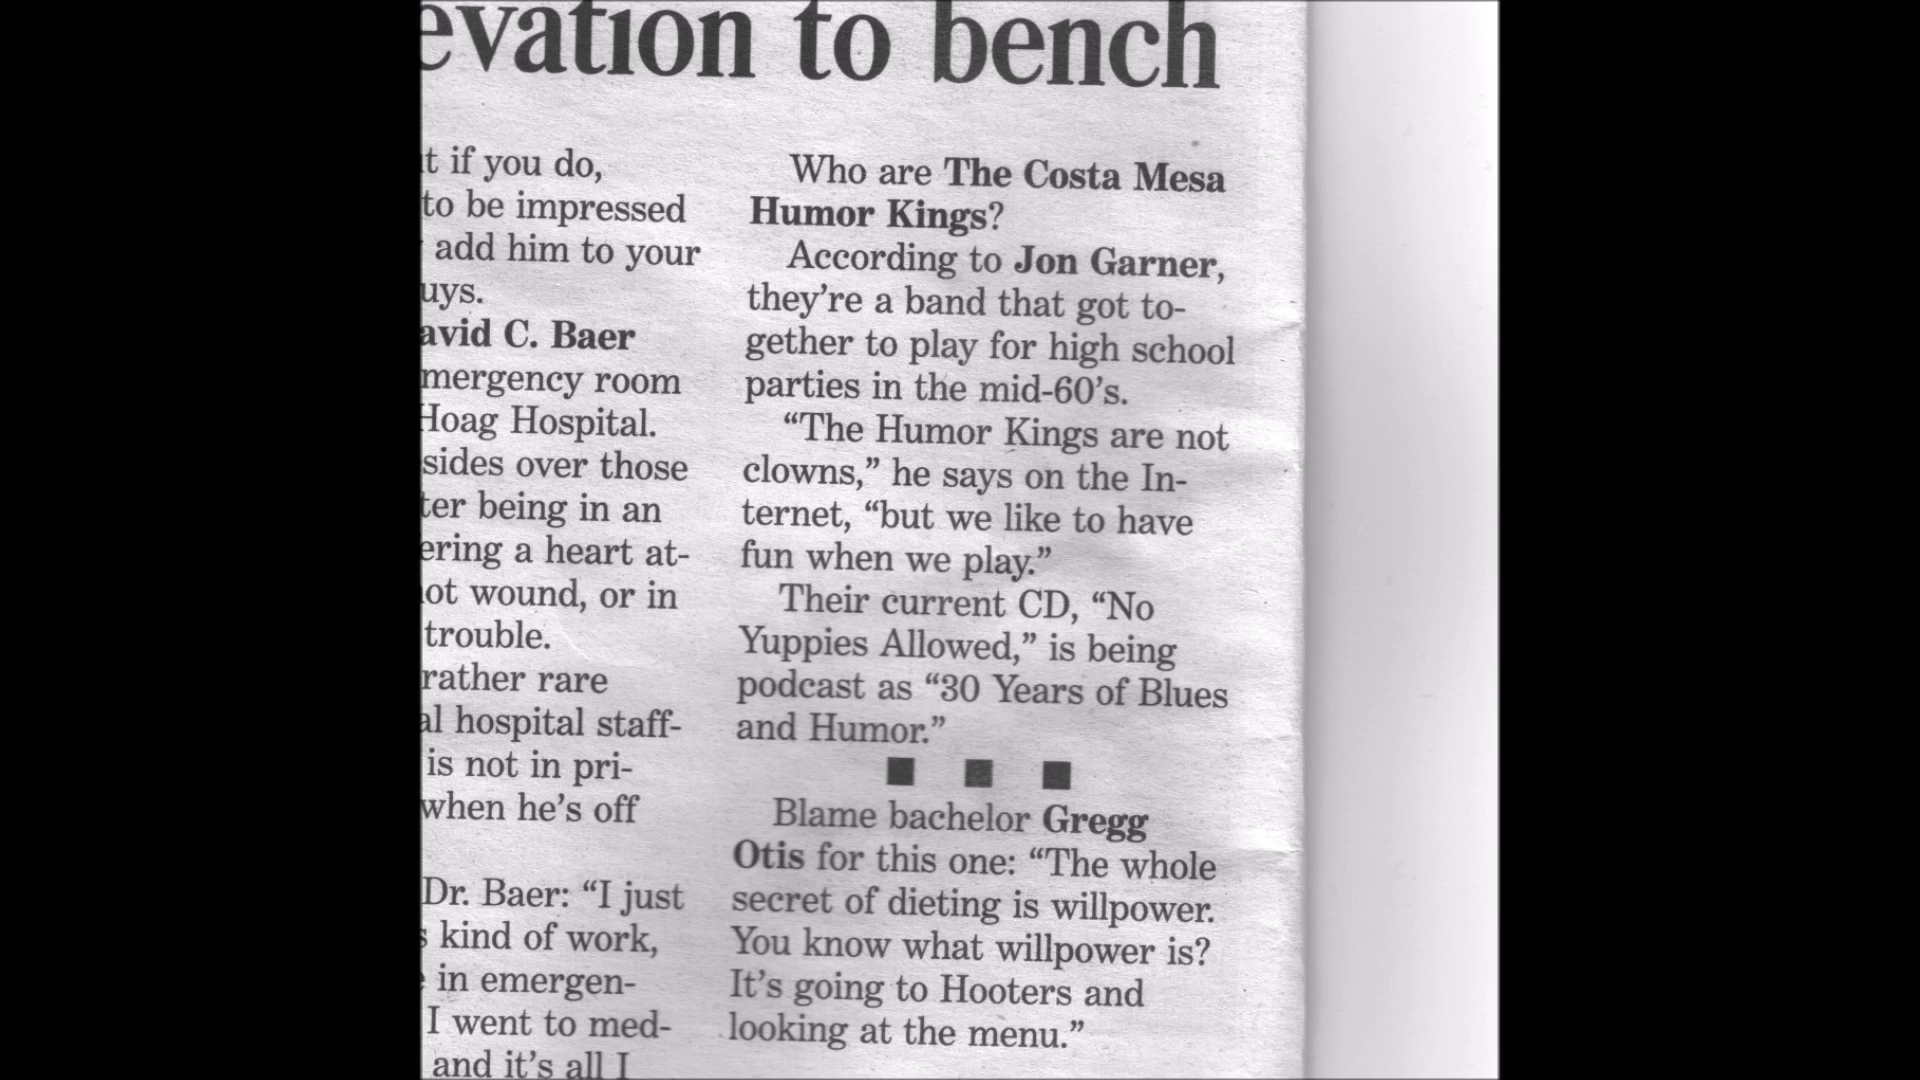 evation to bench
t if you do,
to be impressed
add him to your
uys.
avid C. Baer
mergency room
Hoag Hospital.
sides over those
ter being in an
ering a heart at-
ot wound, or in
trouble.
rather rare
al hospital staff-
is not in pri-
when he's off
Dr. Baer: “I just
s kind of work,
in emergen-
I went to med-
and it's all I
Who are The Costa Mesa
Humor Kings?
According to Jon Garner,
they’re a band that got to-
gether to play for high school
parties in the mid-60’s.
“The Humor Kings are not
clowns,” he says on the In-
ternet, “but we like to have
fun when we play.”
Their current CD, “No
Yuppies Allowed,” is being
podcast as “30 Years of Blues
and Humor.”
Blame bachelor Gregg
Otis for this one: “The whole
secret of dieting is willpower.
You know what willpower is?
It’s going to Hooters and
looking at the menu.”